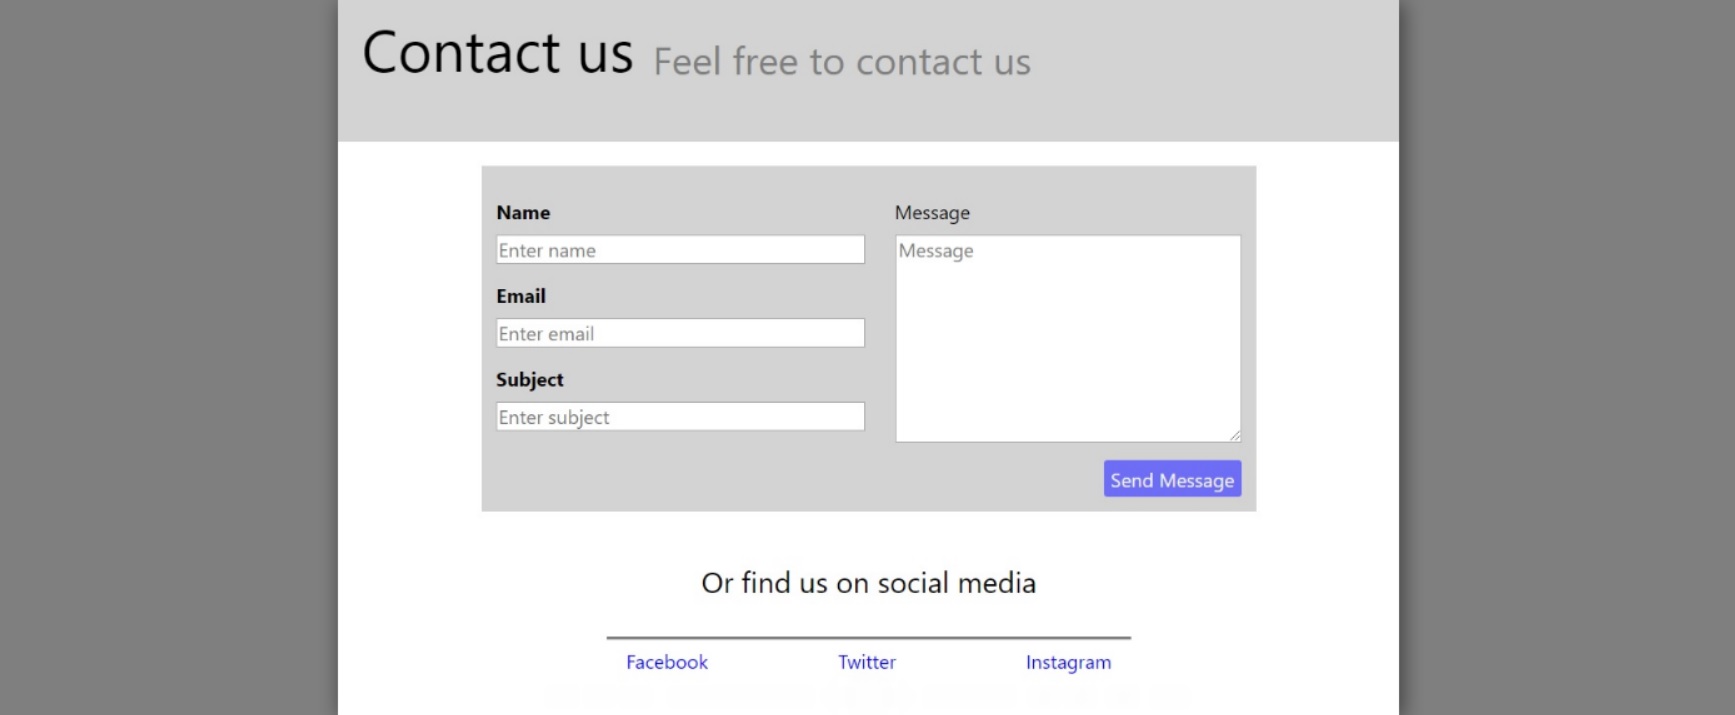 Contact us Feel free to contact us
Name
Enter name
Email
Enter email
Subject
Enter subject
Message
Message
Send Message
Or find us on social media
Facebook Twitter Instagram